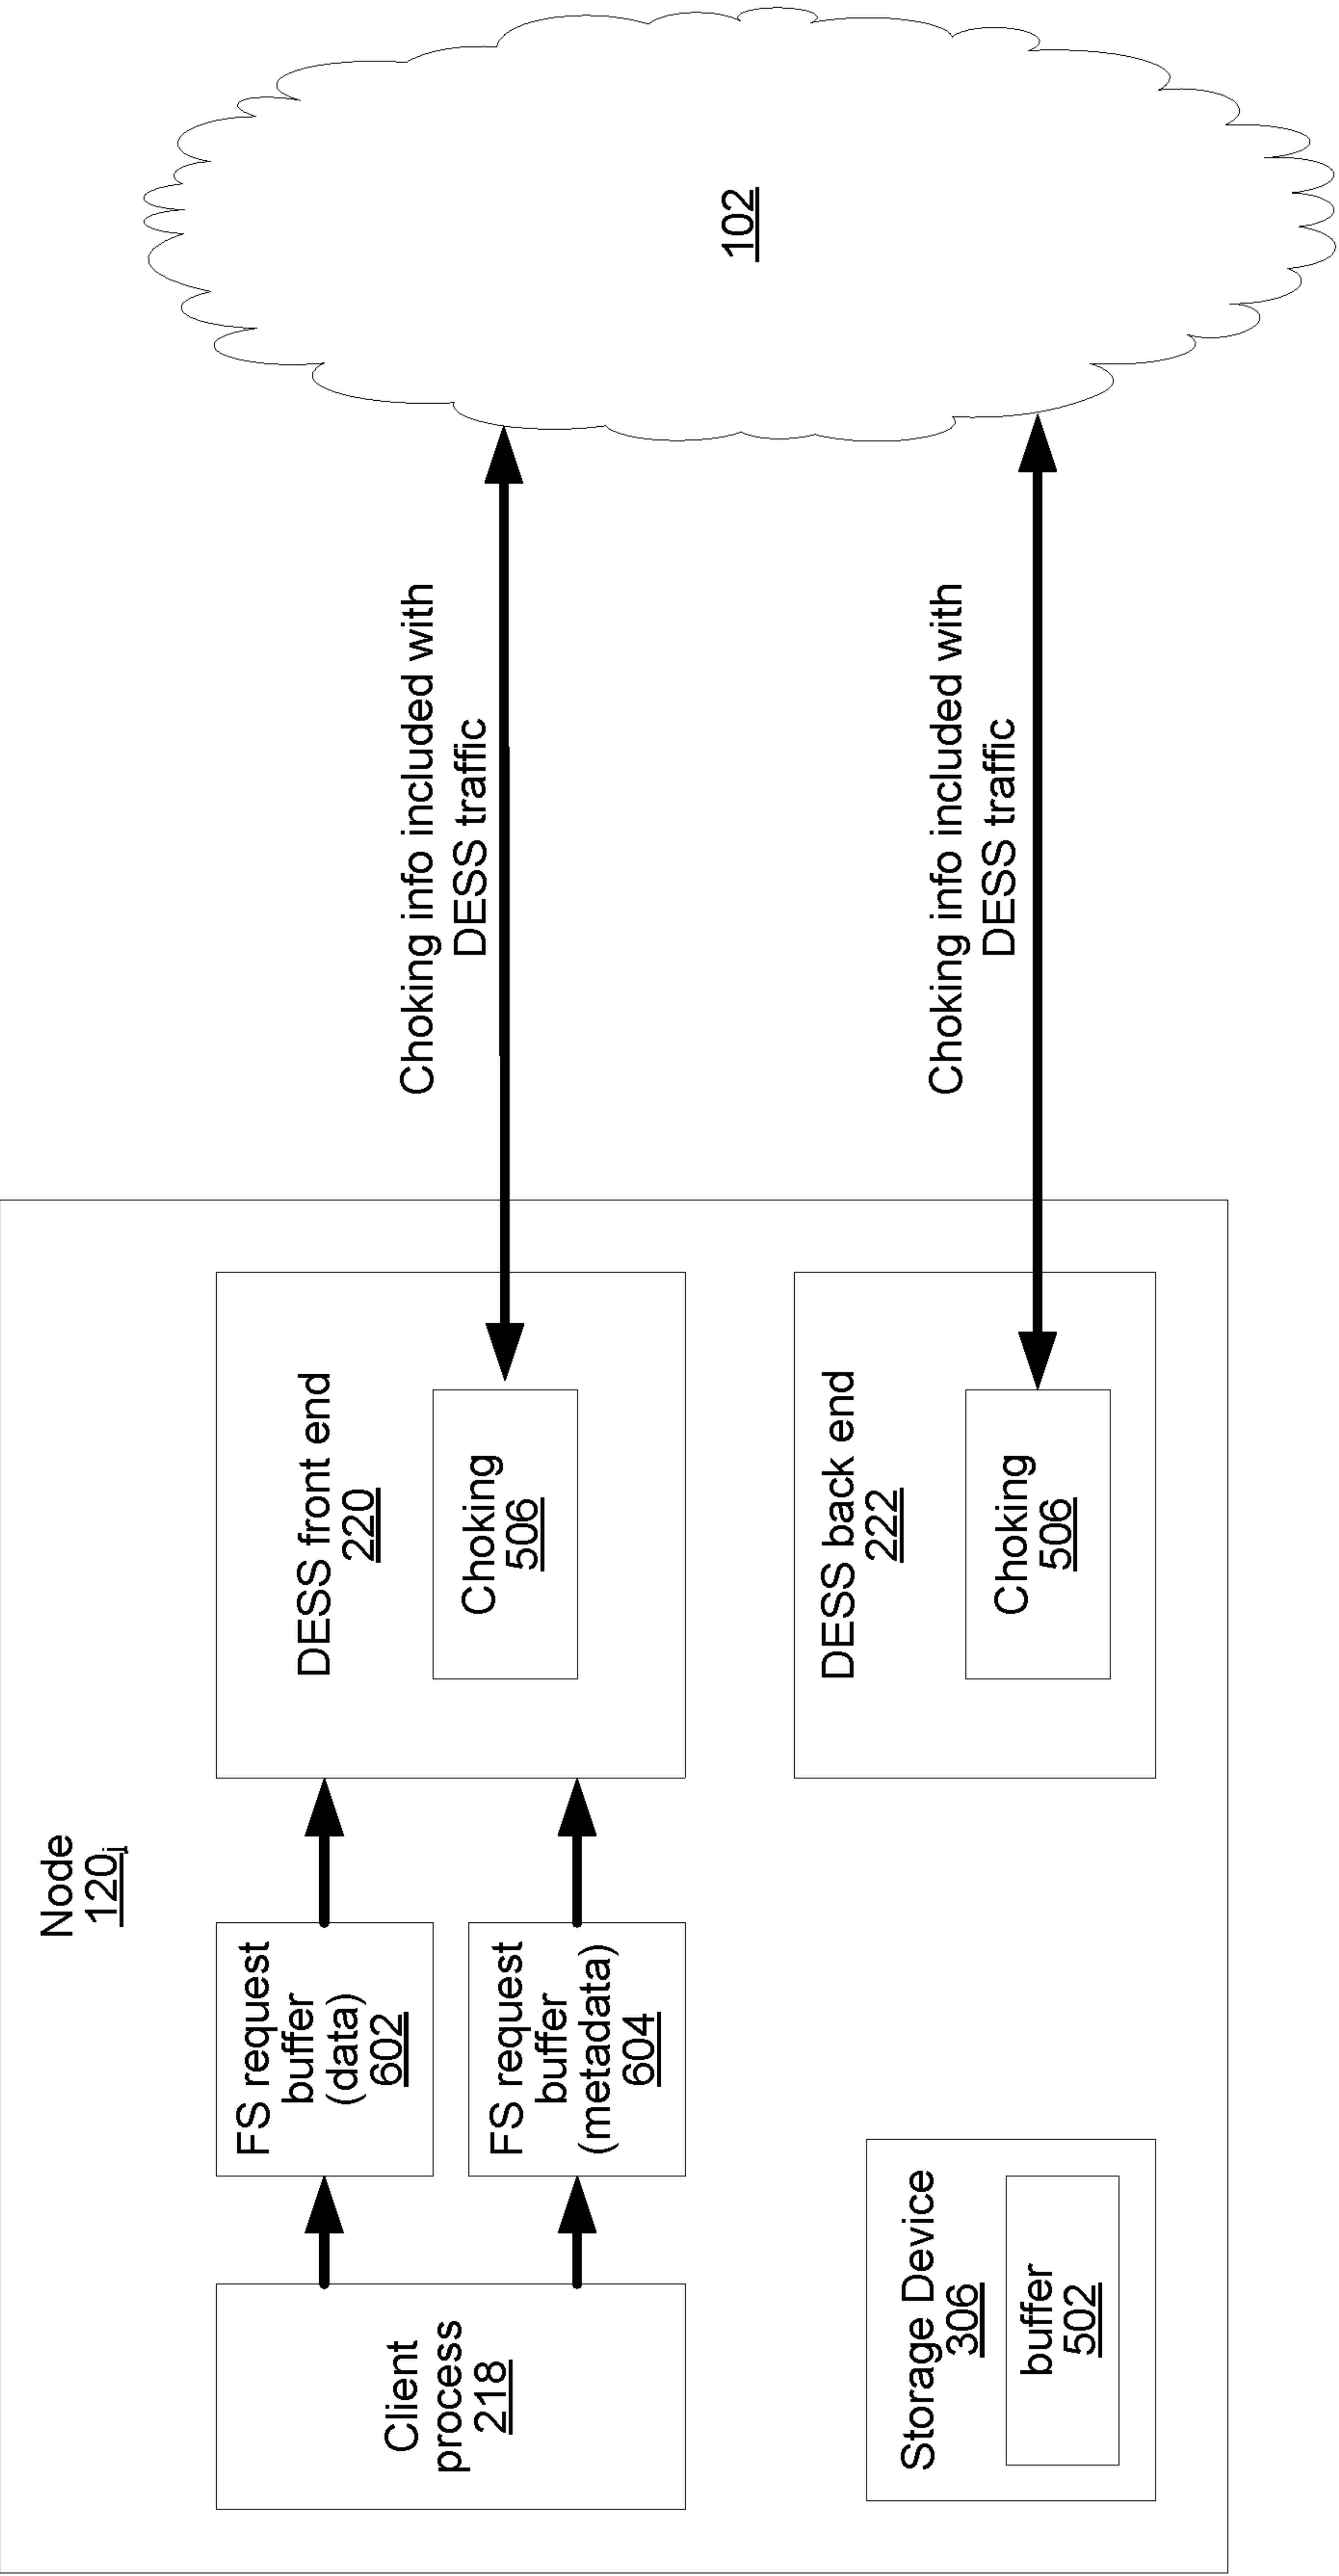 Node
120j
Client
process
218
FS request
buffer
(data)
602
FS request
buffer
(metadata)
604
DESS front end
220
Choking
506
Choking info included with
DESS traffic
102
Storage Device
306
buffer
502
DESS back end
222
Choking
506
Choking info included with
DESS traffic